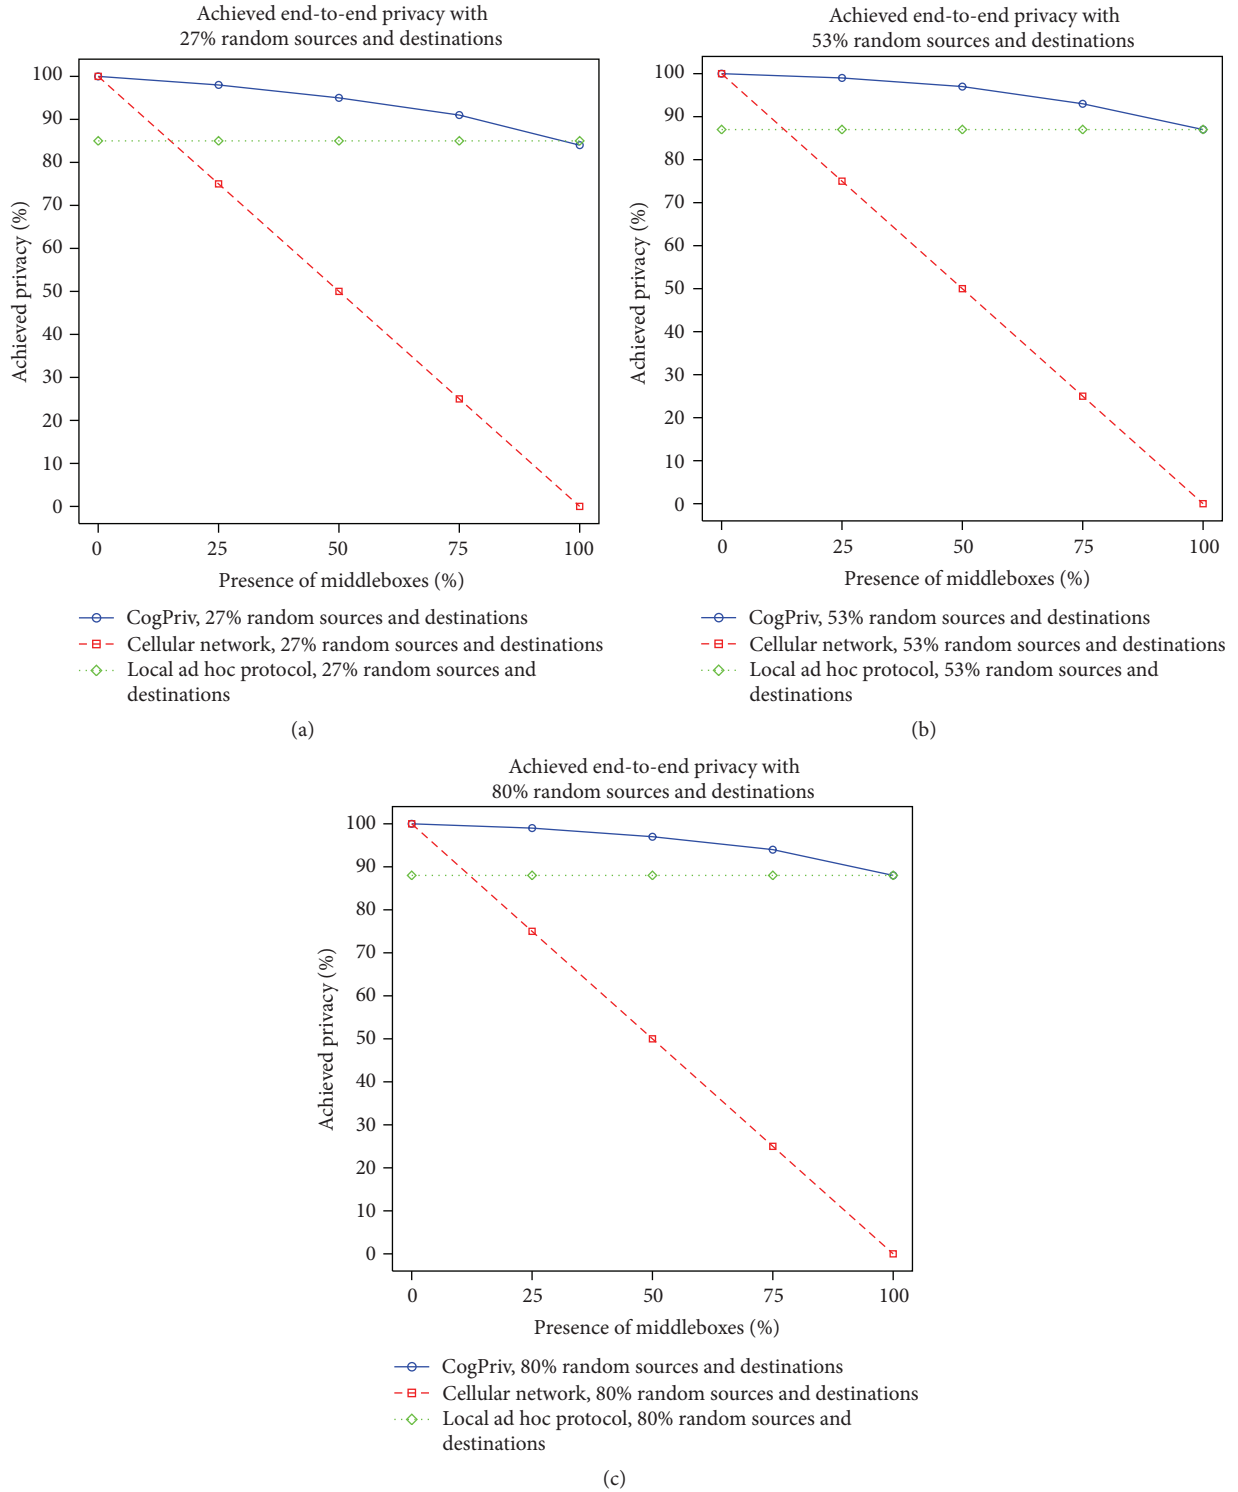 Achieved end-to-end privacy with
27% random sources and destinations
100
90
80
70
60
50
40
30
20
10
0
Achieved privacy (%)
0 25 50 75 100
Presence of middleboxes (%)
CogPriv, 27% random sources and destinations
Cellular network, 27% random sources and destinations
Local ad hoc protocol, 27% random sources and
destinations
(a)
Achieved end-to-end privacy with
53% random sources and destinations
100
90
80
70
60
50
40
30
20
10
0
Achieved privacy (%)
0 25 50 75 100
Presence of middleboxes (%)
CogPriv, 53% random sources and destinations
Cellular network, 53% random sources and destinations
Local ad hoc protocol, 53% random sources and
destinations
(b)
Achieved end-to-end privacy with
80% random sources and destinations
100
90
80
70
60
50
40
30
20
10
0
Achieved privacy (%)
0 25 50 75 100
Presence of middleboxes (%)
CogPriv, 80% random sources and destinations
Cellular network, 80% random sources and destinations
Local ad hoc protocol, 80% random sources and
destinations
(c)